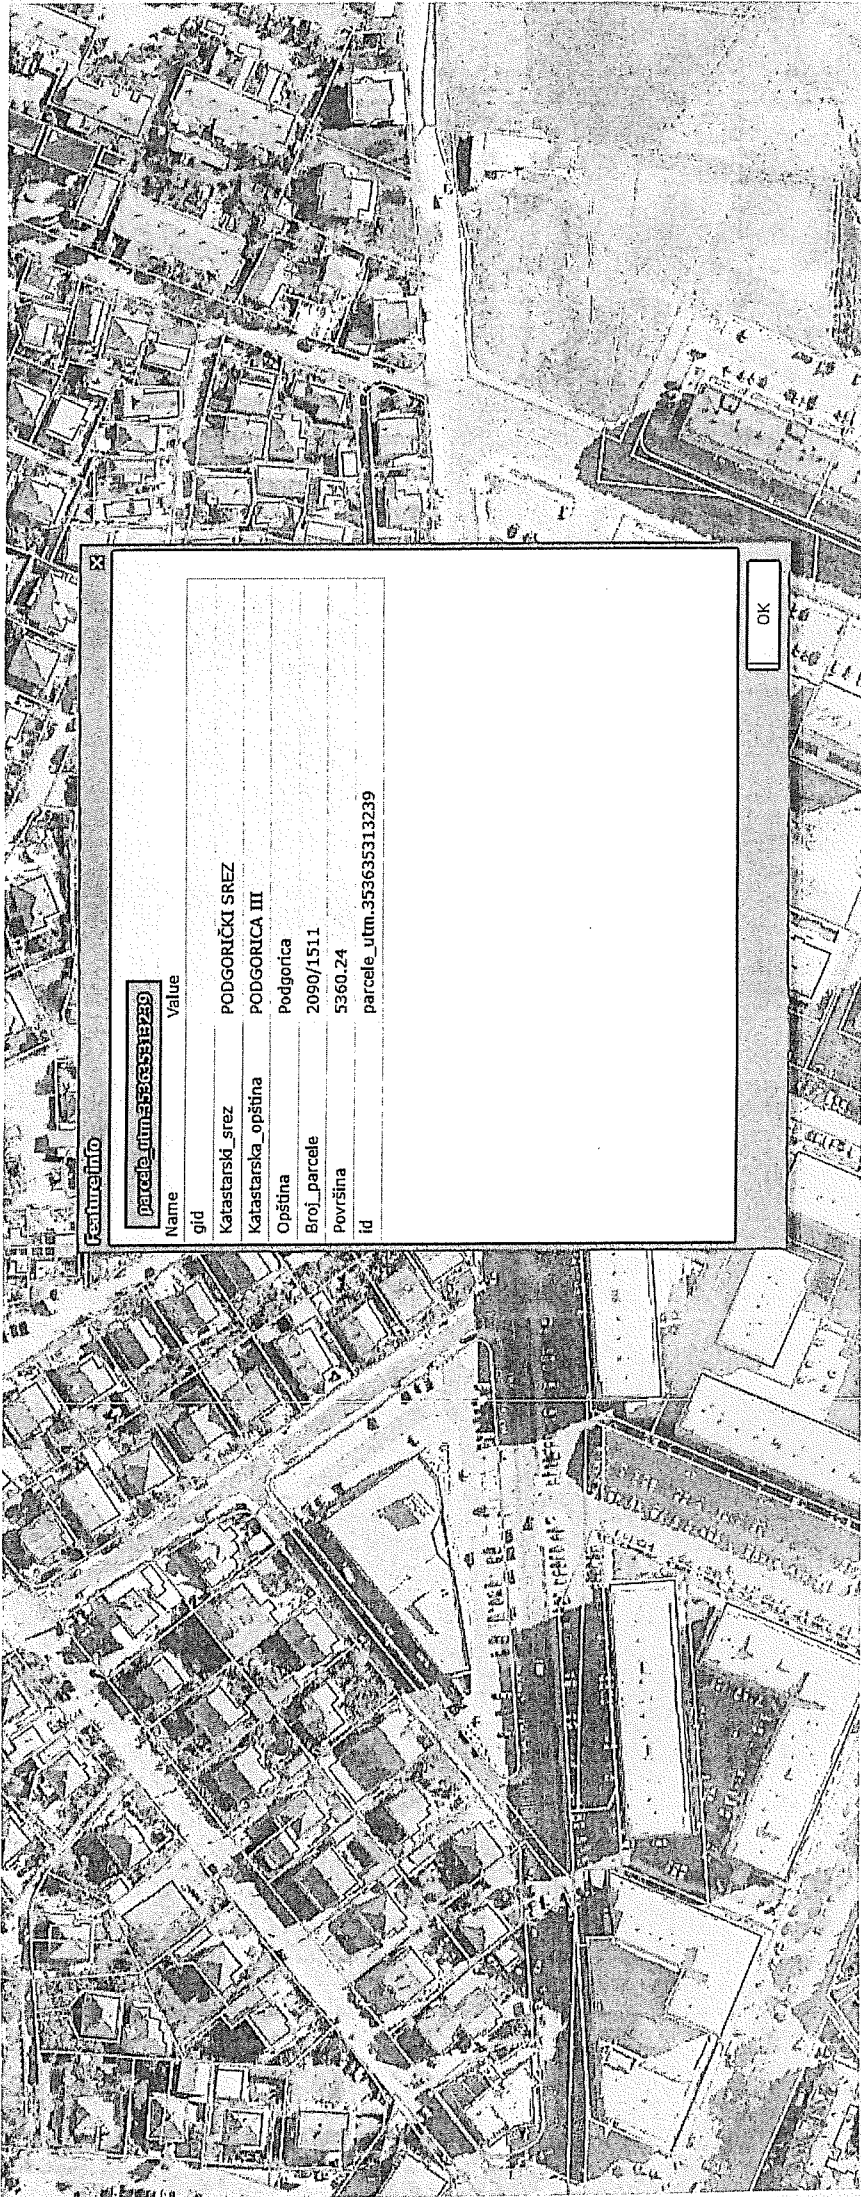 Feature info
parcele_utm.353635313239
Name Value
gid
Katastarski_srez PODGORIČKI SREZ
Katastarska_opština PODGORICA III
Opština Podgorica
Broj_parcele 2090/1511
Površina 5360.24
id parcele_utm.353635313239
OK